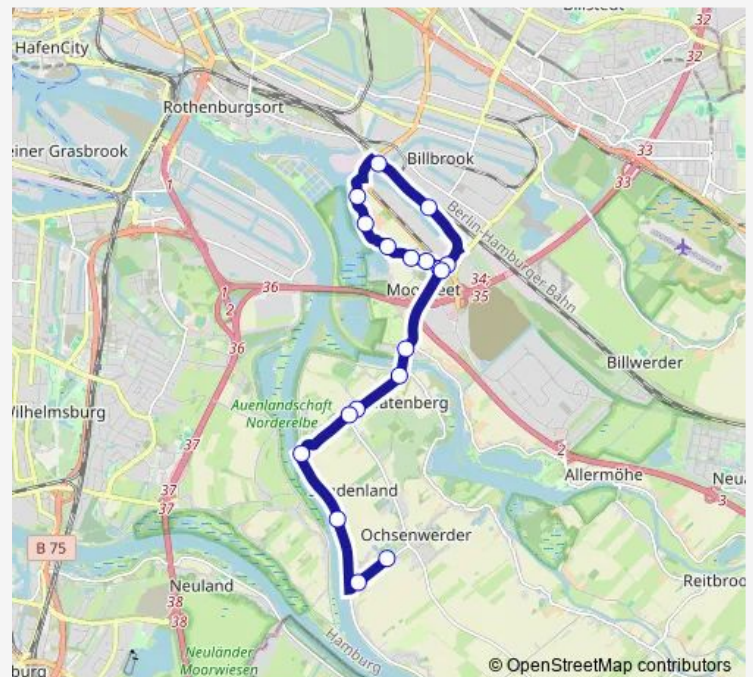 Billstedt
HafenCity
32
32
Rothenburgsort
einer Grasbrook
Billbrook
33
33
1
Berlin-Hamburger Bahn
36
34
35
1
2
Moorfleet
36
Billwerder
Auenlandschaft
Norderelbe
atenberg
Vilhelmsburg
37
2
Allermöhe
Neua
3
denland
37
37
Ochsenwerder
B 75
Neuland
Reitbroo
38
38
Neuländer
Moorwiesen
Hamburg
burg
© OpenStreetMap contributors